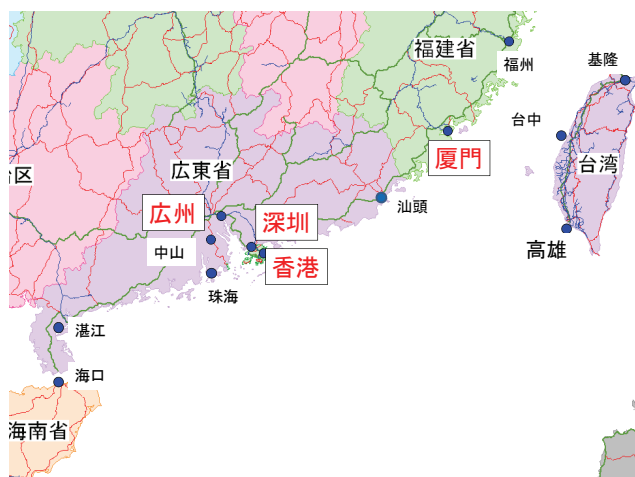 福建省
福州
基隆
台中
厦門
台湾
広東省
台区
汕頭
広州
深圳
高雄
中山
香港
珠海
湛江
海口
海南省